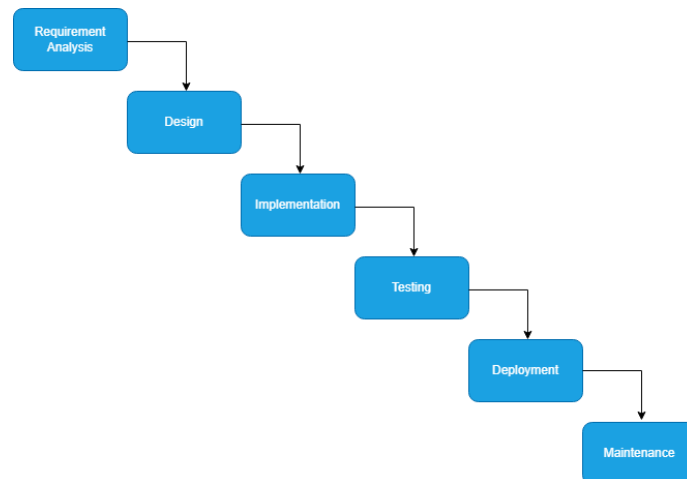 Requirement
Analysis
Design
Implementation
Testing
Deployment
Maintenance